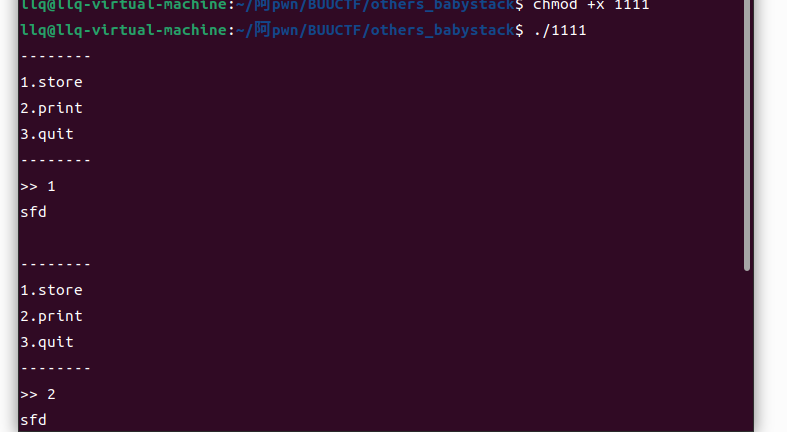 llq@llq-virtual-machine:~/阿pwn/BUUCTF/others_babystack$ chmod +x 1111
llq@llq-virtual-machine:~/阿pwn/BUUCTF/others_babystack$ ./1111
--------
1.store
2.print
3.quit
--------
>> 1
sfd
--------
1.store
2.print
3.quit
--------
>> 2
sfd